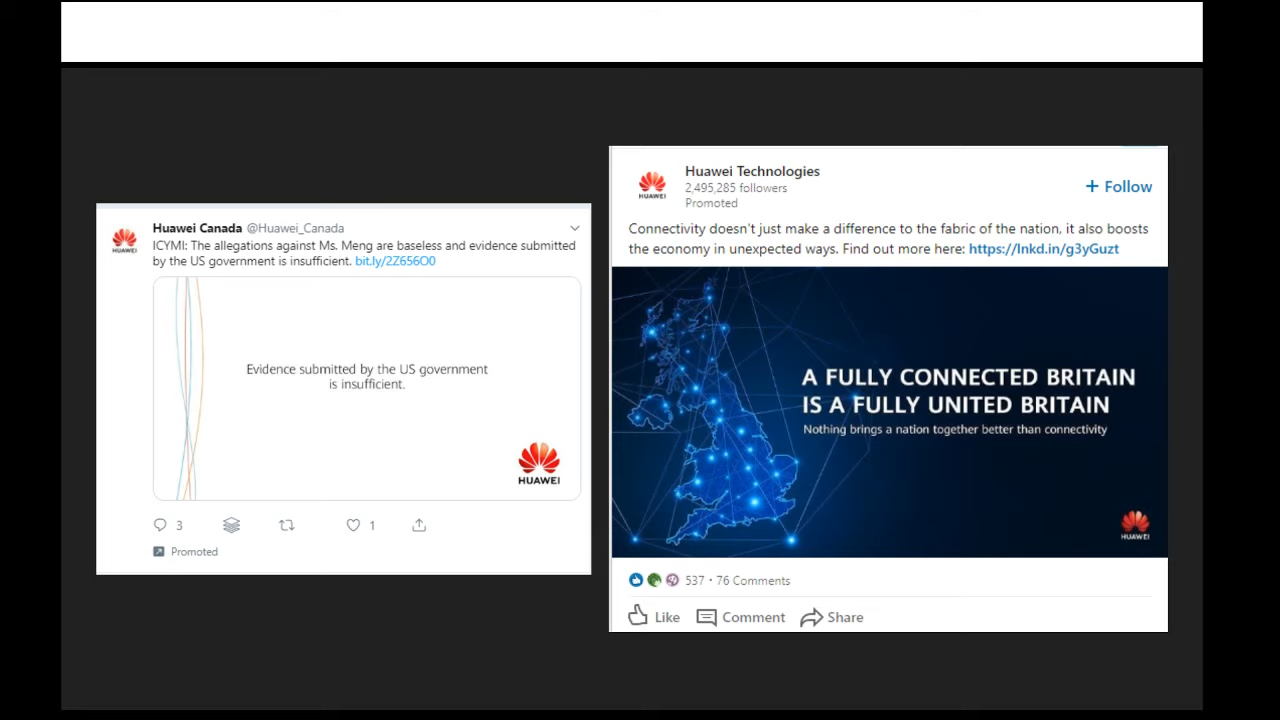 Huawei Canada @Huawei_Canada
HUAWEI
ICYMI: The allegations against Ms. Meng are baseless and evidence submitted
by the US government is insufficient. bit.ly/2Z656O0
Evidence submitted by the US government
is insufficient.
HUAWEI
3
1
Promoted
Huawei Technologies
2,495,285 followers
Promoted
HUAWEI
+ Follow
Connectivity doesn't just make a difference to the fabric of the nation, it also boosts
the economy in unexpected ways. Find out more here: https://lnkd.in/g3yGuzt
A FULLY CONNECTED BRITAIN
IS A FULLY UNITED BRITAIN
Nothing brings a nation together better than connectivity
HUAWEI
537 • 76 Comments
Like Comment Share